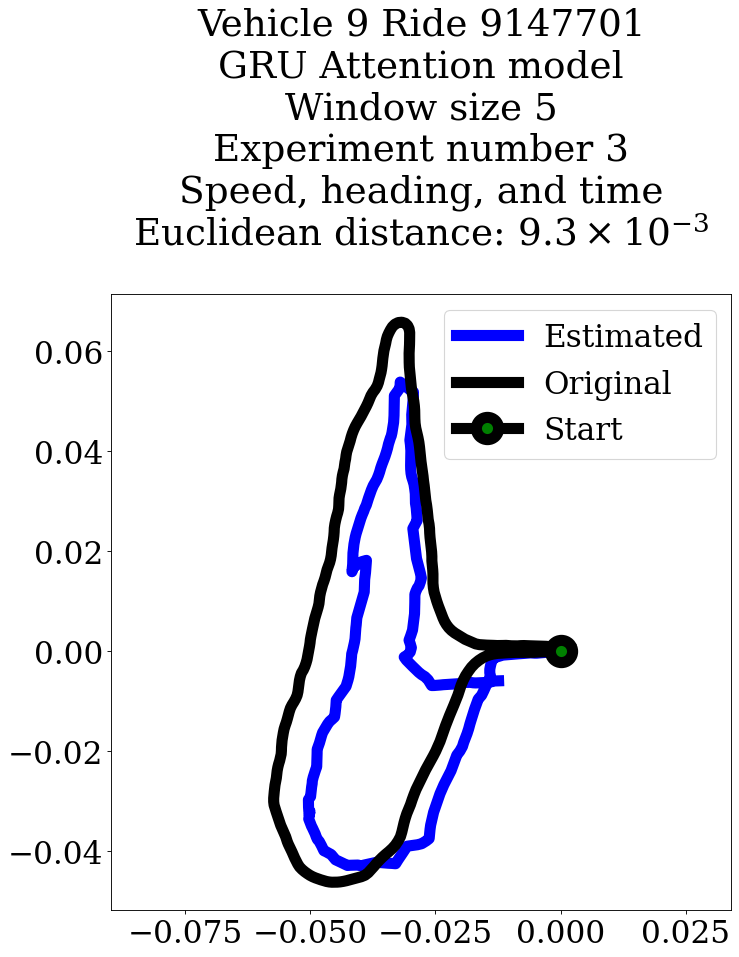 Vehicle 9 Ride 9147701
GRU Attention model
Window size 5
Experiment number 3
Speed, heading, and time
Euclidean distance: 9.3 × 10⁻³
Estimated
Original
Start
0.06
0.04
0.02
0.00
−0.02
−0.04
−0.075 −0.050 −0.025 0.000 0.025